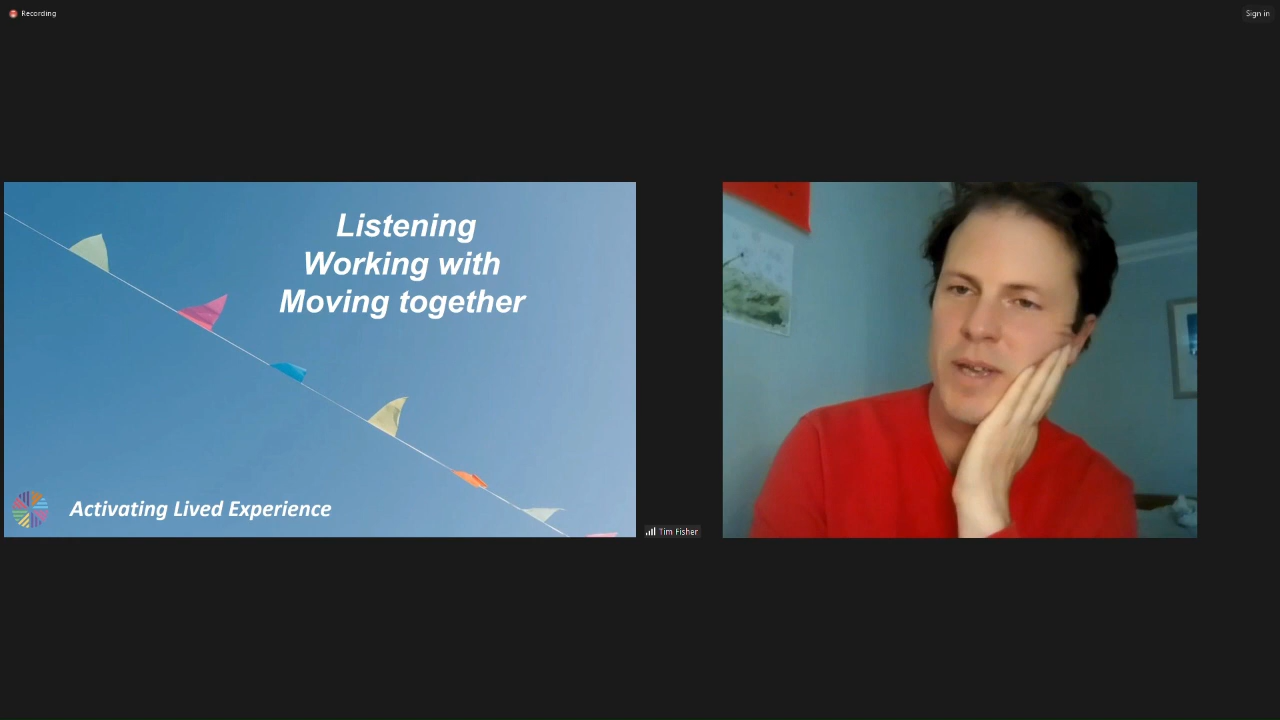 Recording
Sign in
Listening
Working with
Moving together
Activating Lived Experience
Tim Fisher